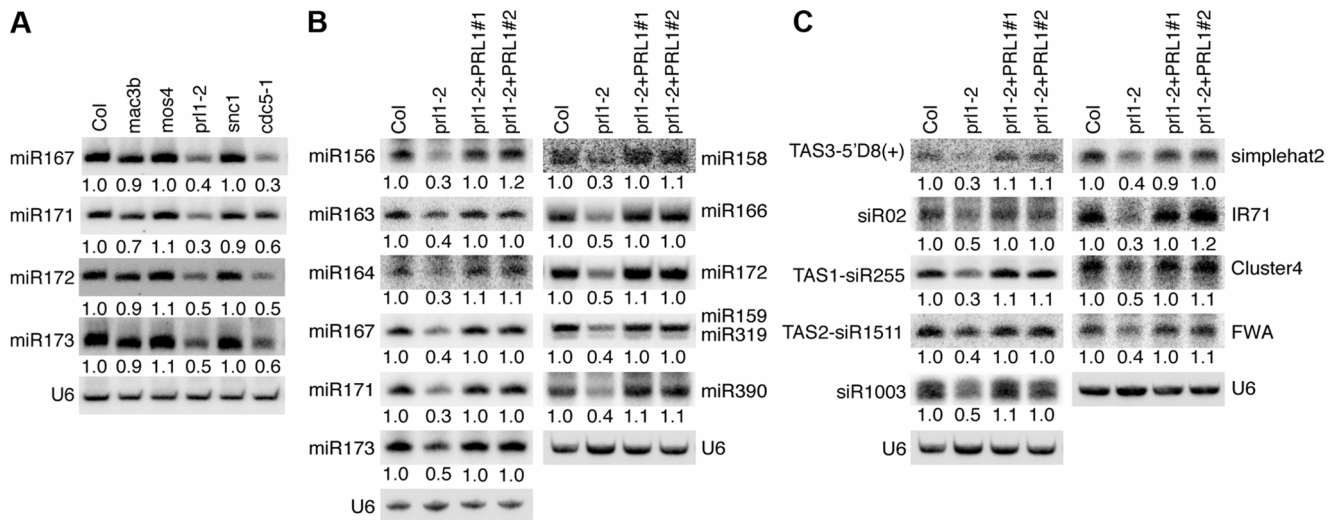 A
Col mac3b mos4 prl1-2 snc1 cdc5-1
miR167
1.0 0.9 1.0 0.4 1.0 0.3
miR171
1.0 0.7 1.1 0.3 0.9 0.6
miR172
1.0 0.9 1.1 0.5 1.0 0.5
miR173
1.0 0.9 1.1 0.5 1.0 0.6
U6
B
Col prl1-2 prl1-2+PRL1#1 prl1-2+PRL1#2
miR156
1.0 0.3 1.0 1.2
miR163
1.0 0.4 1.0 1.0
miR164
1.0 0.3 1.1 1.1
miR167
1.0 0.4 1.0 1.0
miR171
1.0 0.3 1.0 1.0
miR173
1.0 0.5 1.0 1.0
U6
Col prl1-2 prl1-2+PRL1#1 prl1-2+PRL1#2
miR158
1.0 0.3 1.0 1.1
miR166
1.0 0.5 1.0 1.0
miR172
1.0 0.5 1.1 1.0
miR159
miR319
1.0 0.4 1.0 1.0
miR390
1.0 0.4 1.1 1.1
U6
C
Col prl1-2 prl1-2+PRL1#1 prl1-2+PRL1#2
TAS3-5'D8(+)
1.0 0.3 1.1 1.1
siR02
1.0 0.5 1.0 1.0
TAS1-siR255
1.0 0.3 1.1 1.1
TAS2-siR1511
1.0 0.4 1.0 1.0
siR1003
1.0 0.5 1.1 1.0
U6
Col prl1-2 prl1-2+PRL1#1 prl1-2+PRL1#2
simplehat2
1.0 0.4 0.9 1.0
IR71
1.0 0.3 1.0 1.2
Cluster4
1.0 0.5 1.0 1.1
FWA
1.0 0.4 1.0 1.1
U6